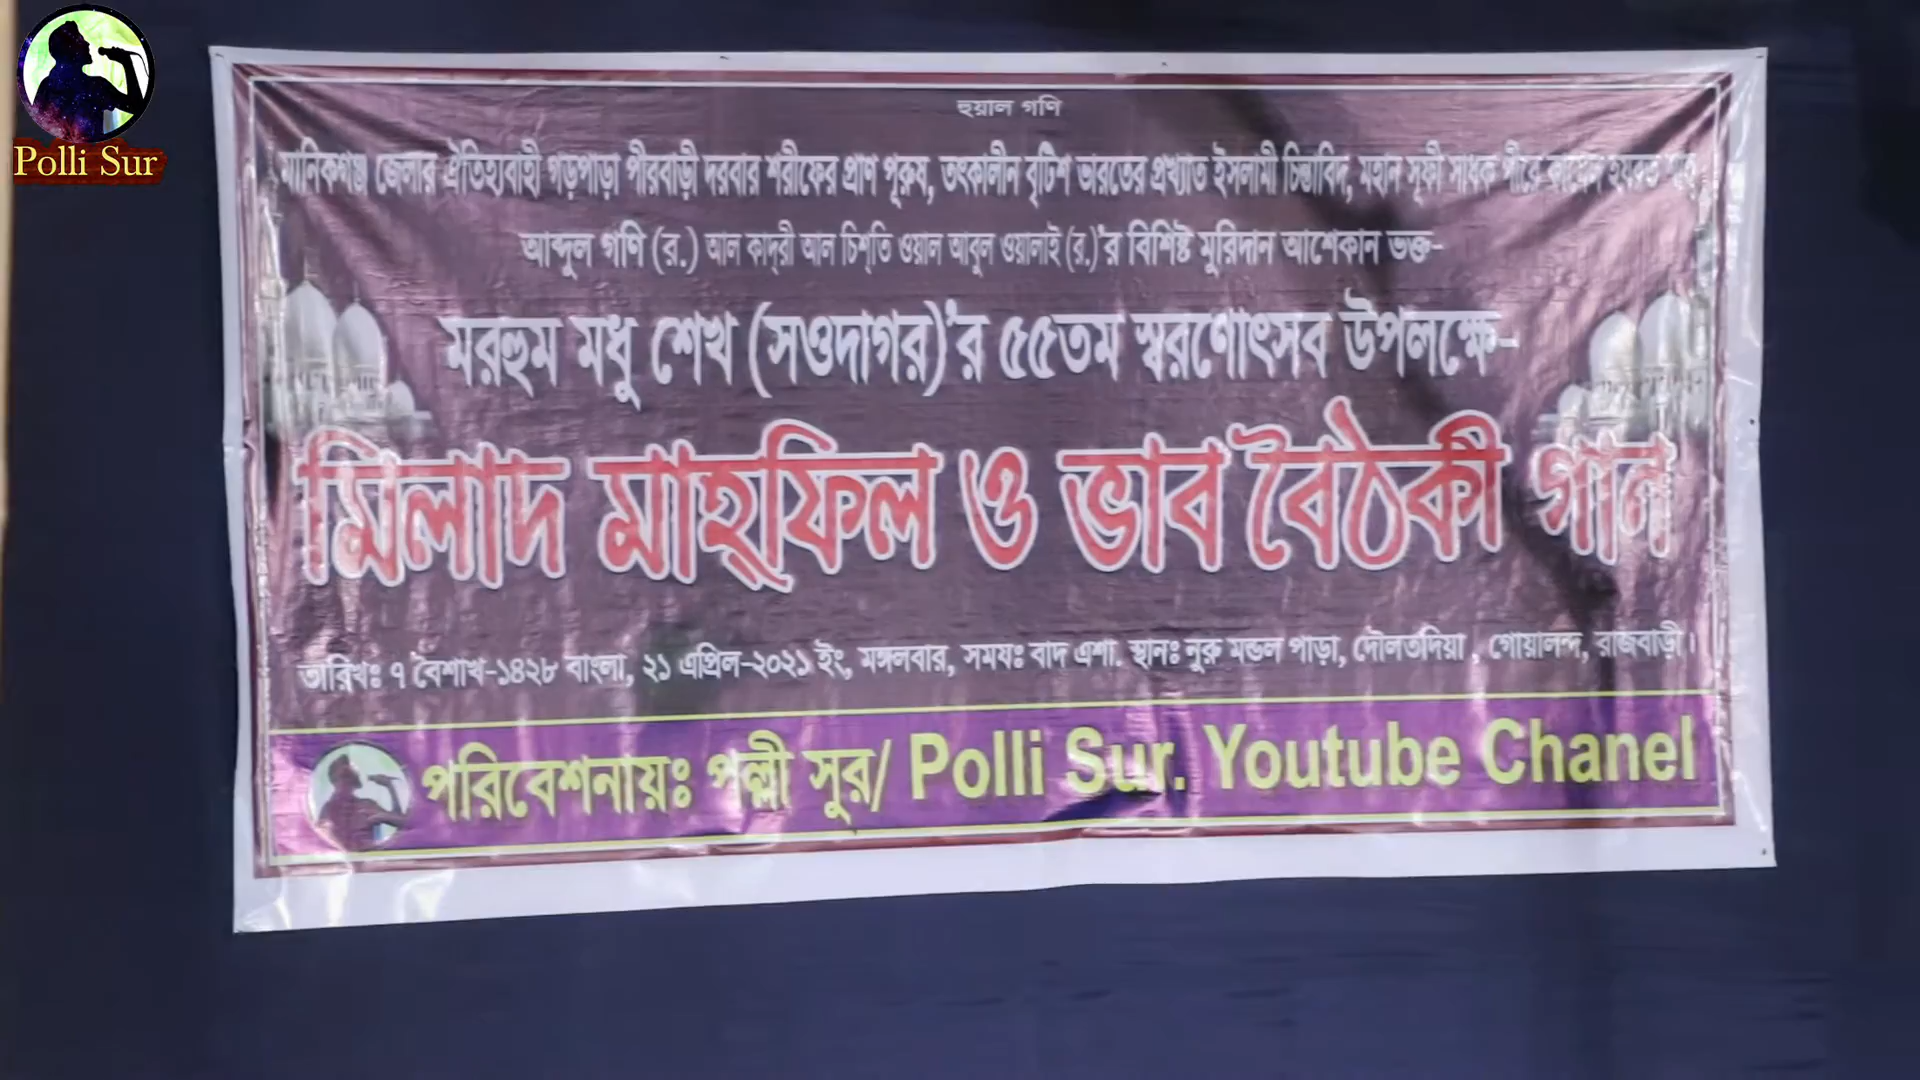 Polli Sur
হুয়াল গণি
মানিকগঞ্জ জেলার ঐতিহ্যবাহী গড়পাড়া পীরবাড়ী দরবার শরীফের প্রাণ পূরুষ, তৎকালীন বৃটিশ ভারতের প্রখ্যাত ইসলামী চিন্তাবিদ, মহান সূফী সাধক পীরে হযরত শাহ্
আব্দুল গণি (র.) আল কাদ্‌রী আল চিশ্‌তি ওয়াল আবুল ওয়ালাই (র.)'র বিশিষ্ট মুরিদান আশেকান ভক্ত-
মরহুম মধু শেখ (সওদাগর)'র ৫৫তম স্বরণোৎসব উপলক্ষে-
মিলাদ মাহ্‌ফিল ও ভাব বৈঠকী গান
তারিখঃ ৭ বৈশাখ-১৪২৮ বাংলা, ২১ এপ্রিল-২০২১ ইং, মঙ্গলবার, সময়ঃ বাদ এশা. স্থানঃ নুরু মন্ডল পাড়া, দৌলতদিয়া, গোয়ালন্দ, রাজবাড়ী।
পরিবেশনায়ঃ পল্লী সুর/ Polli Sur. Youtube Chanel